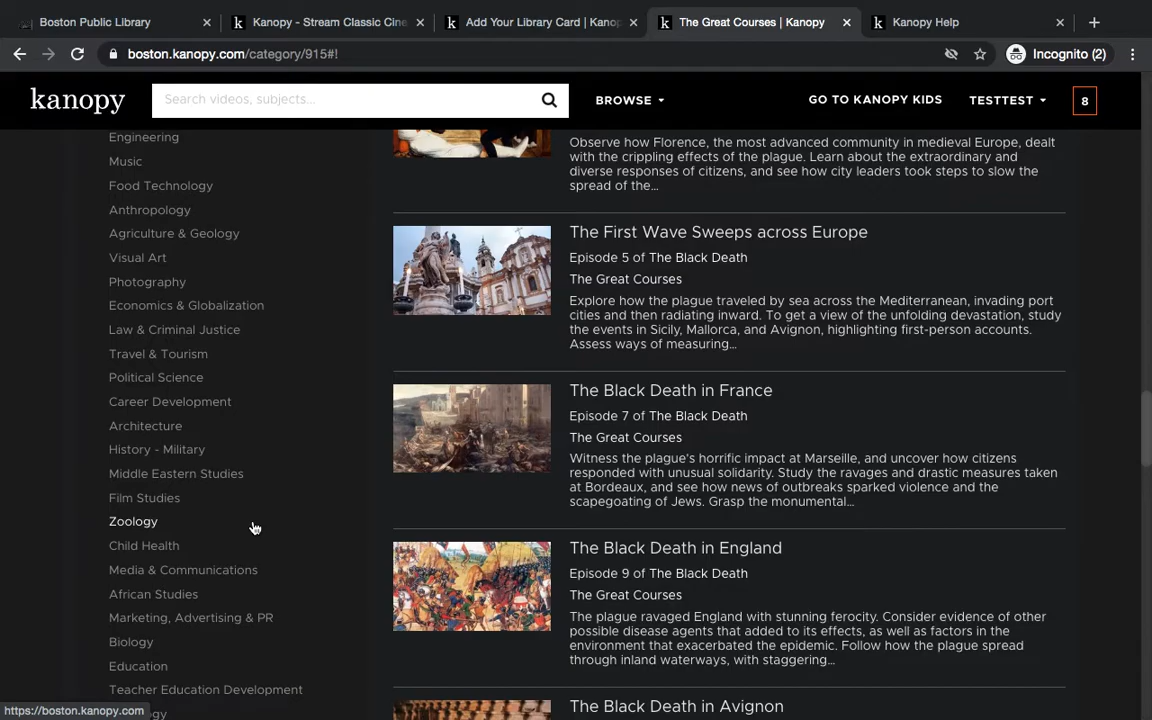 Boston Public Library
Kanopy - Stream Classic Cine
Add Your Library Card | Kanop
The Great Courses | Kanopy
Kanopy Help
boston.kanopy.com/category/915#!
Incognito (2)
kanopy
Search videos, subjects...
BROWSE
GO TO KANOPY KIDS
TESTTEST
8
Engineering
Music
Food Technology
Anthropology
Agriculture & Geology
Visual Art
Photography
Economics & Globalization
Law & Criminal Justice
Travel & Tourism
Political Science
Career Development
Architecture
History - Military
Middle Eastern Studies
Film Studies
Zoology
Child Health
Media & Communications
African Studies
Marketing, Advertising & PR
Biology
Education
Teacher Education Development
Observe how Florence, the most advanced community in medieval Europe, dealt
with the crippling effects of the plague. Learn about the extraordinary and
diverse responses of citizens, and see how city leaders took steps to slow the
spread of the...
The First Wave Sweeps across Europe
Episode 5 of The Black Death
The Great Courses
Explore how the plague traveled by sea across the Mediterranean, invading port
cities and then radiating inward. To get a view of the unfolding devastation, study
the events in Sicily, Mallorca, and Avignon, highlighting first-person accounts.
Assess ways of measuring...
The Black Death in France
Episode 7 of The Black Death
The Great Courses
Witness the plague's horrific impact at Marseille, and uncover how citizens
responded with unusual solidarity. Study the ravages and drastic measures taken
at Bordeaux, and see how news of outbreaks sparked violence and the
scapegoating of Jews. Grasp the monumental...
The Black Death in England
Episode 9 of The Black Death
The Great Courses
The plague ravaged England with stunning ferocity. Consider evidence of other
possible disease agents that added to its effects, as well as factors in the
environment that exacerbated the epidemic. Follow how the plague spread
through inland waterways, with staggering...
The Black Death in Avignon
https://boston.kanopy.com